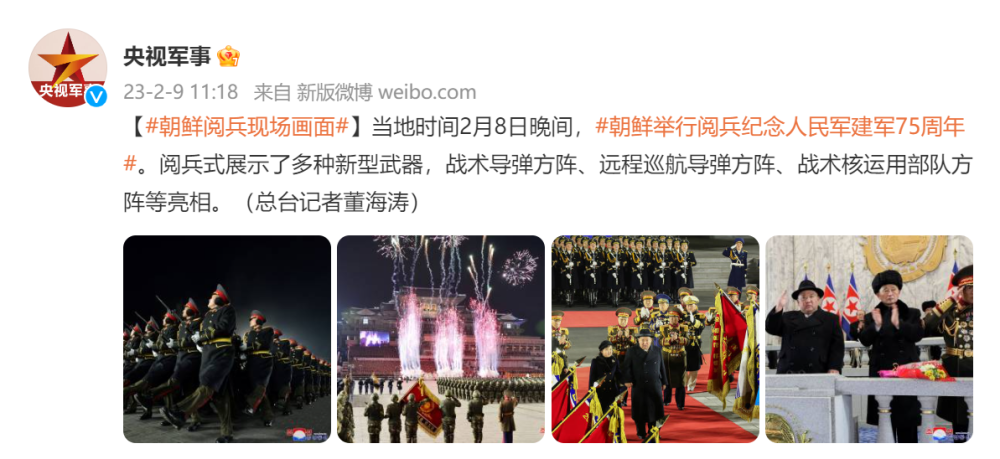 央视军事
央视军事
23-2-9 11:18 来自 新版微博 weibo.com
【#朝鲜阅兵现场画面#】当地时间2月8日晚间，#朝鲜举行阅兵纪念人民军建军75周年
#。阅兵式展示了多种新型武器，战术导弹方阵、远程巡航导弹方阵、战术核运用部队方
阵等亮相。（总台记者董海涛）